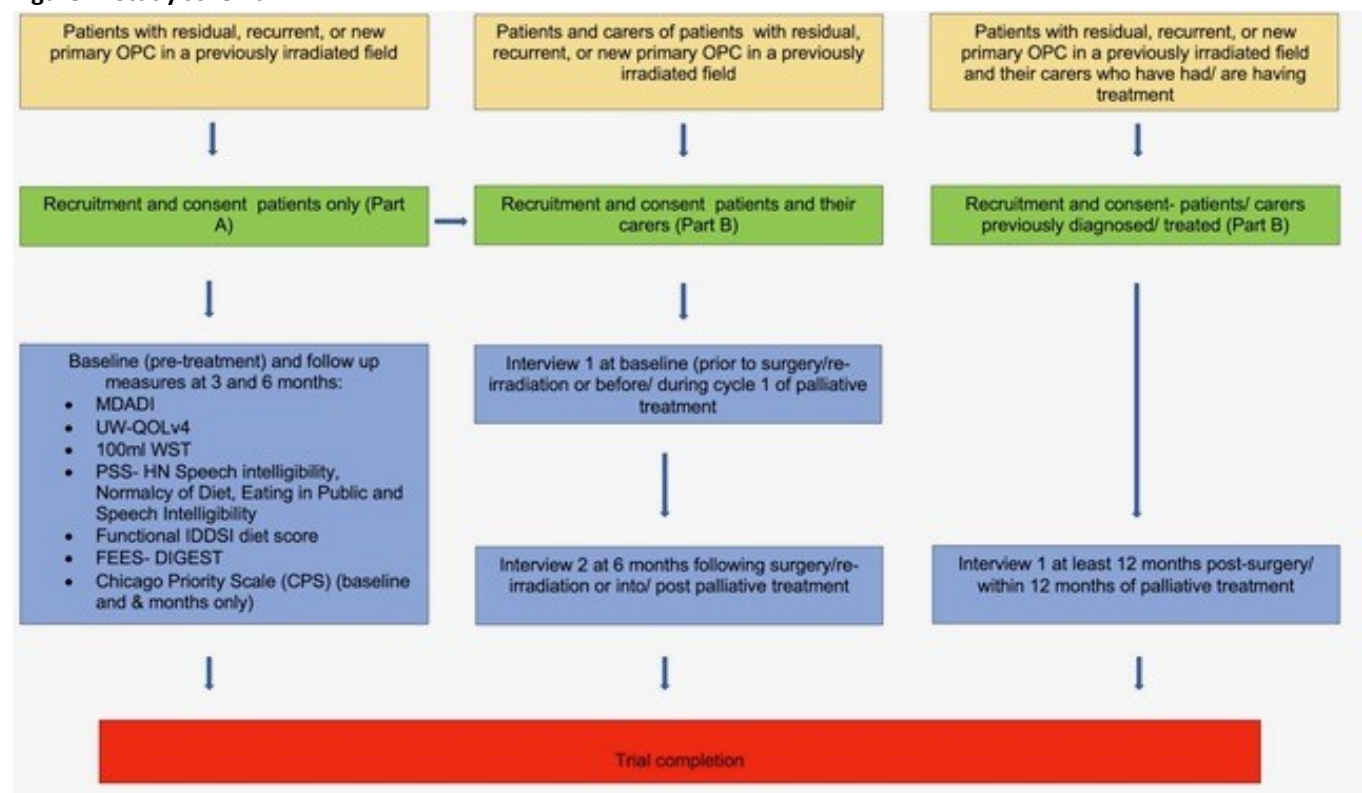 Patients with residual, recurrent, or new
primary OPC in a previously irradiated field
Patients and carers of patients with residual,
recurrent, or new primary OPC in a previously
irradiated field
Patients with residual, recurrent, or new
primary OPC in a previously irradiated field
and their carers who have had/ are having
treatment
Recruitment and consent patients only (Part
A)
Recruitment and consent patients and their
carers (Part B)
Recruitment and consent- patients/ carers
previously diagnosed/ treated (Part B)
Baseline (pre-treatment) and follow up
measures at 3 and 6 months:
• MDADI
• UW-QOLv4
• 100ml WST
• PSS- HN Speech intelligibility,
Normalcy of Diet, Eating in Public and
Speech Intelligibility
• Functional IDDSI diet score
• FEES- DIGEST
• Chicago Priority Scale (CPS) (baseline
and & months only)
Interview 1 at baseline (prior to surgery/re-
irradiation or before/ during cycle 1 of palliative
treatment
Interview 2 at 6 months following surgery/re-
irradiation or into/ post palliative treatment
Interview 1 at least 12 months post-surgery/
within 12 months of palliative treatment
Trial completion